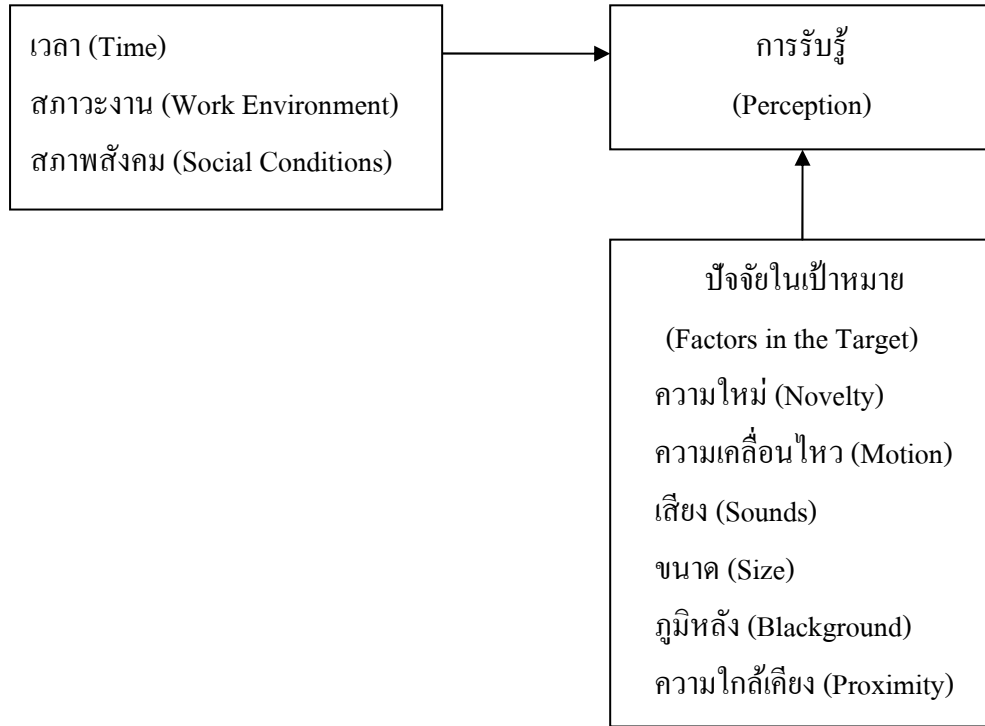 เวลา (Time)
สภาวะงาน (Work Environment)
สภาพสังคม (Social Conditions)
การรับรู้
(Perception)
ปัจจัยในเป้าหมาย
(Factors in the Target)
ความใหม่ (Novelty)
ความเคลื่อนไหว (Motion)
เสียง (Sounds)
ขนาด (Size)
ภูมิหลัง (Blackground)
ความใกล้เคียง (Proximity)